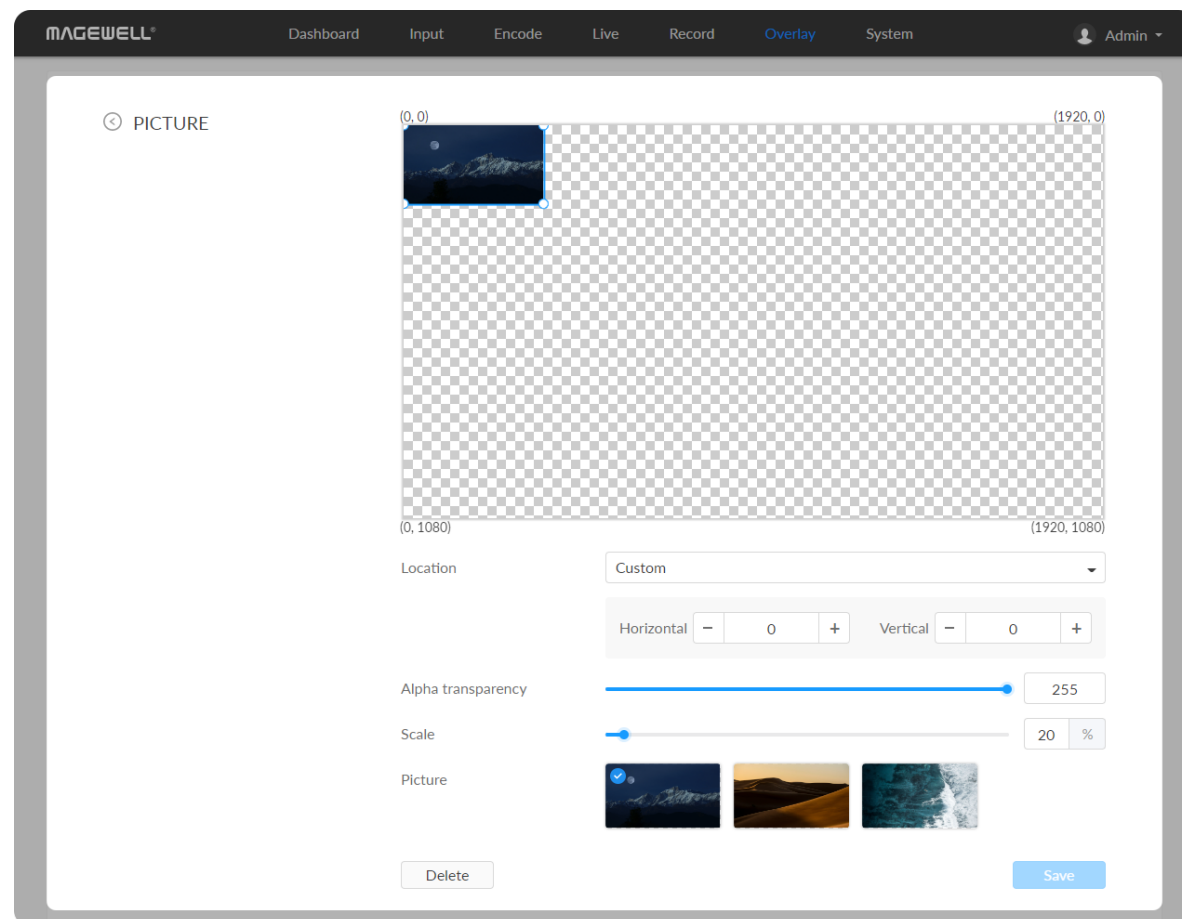 MAGEWELL® Dashboard Input Encode Live Record Overlay System Admin
PICTURE
(0, 0) (1920, 0)
(0, 1080) (1920, 1080)
Location Custom
Horizontal − 0 + Vertical − 0 +
Alpha transparency 255
Scale 20 %
Picture
Delete Save